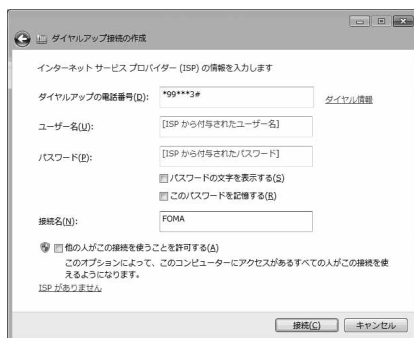 ダイヤルアップ接続の作成
インターネット サービス プロバイダー (ISP) の情報を入力します
ダイヤルアップの電話番号(D): *99***3# ダイヤル情報
ユーザー名(U): [ISP から付与されたユーザー名]
パスワード(P): [ISP から付与されたパスワード]
パスワードの文字を表示する(S)
このパスワードを記憶する(R)
接続名(N): FOMA
他の人がこの接続を使うことを許可する(A)
このオプションによって、このコンピューターにアクセスがあるすべての人がこの接続を使
えるようになります。
ISP がありません
接続(C) キャンセル